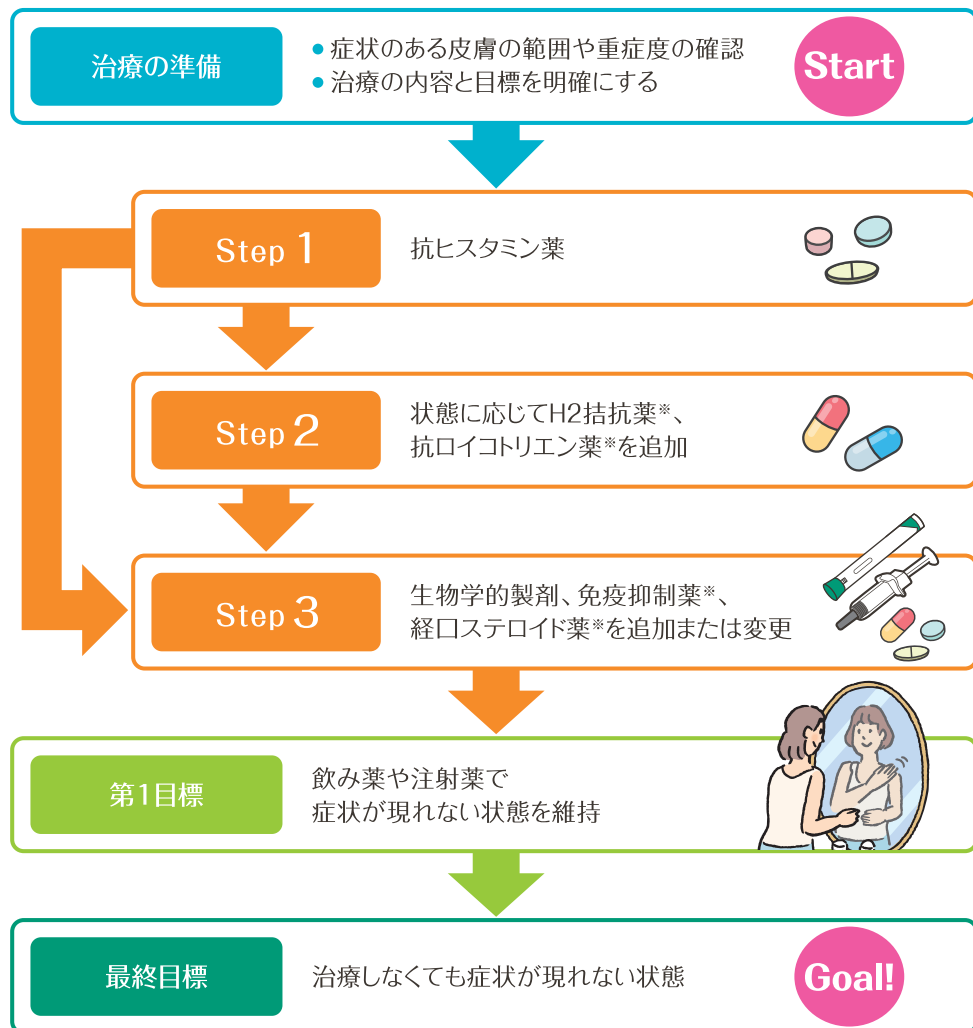 治療の準備
● 症状のある皮膚の範囲や重症度の確認
● 治療の内容と目標を明確にする
Start
Step 1
抗ヒスタミン薬
Step 2
状態に応じてH2拮抗薬※、
抗ロイコトリエン薬※を追加
Step 3
生物学的製剤、免疫抑制薬※、
経口ステロイド薬※を追加または変更
第1目標
飲み薬や注射薬で
症状が現れない状態を維持
最終目標
治療しなくても症状が現れない状態
Goal!